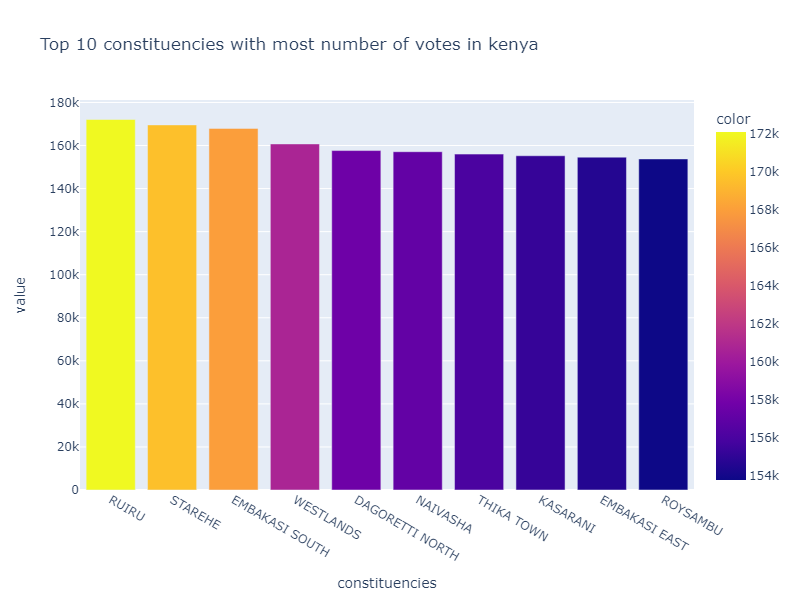 Top 10 constituencies with most number of votes in kenya
180k
160k
140k
120k
100k
80k
60k
40k
20k
0
value
RUIRU
STAREHE
EMBAKASI SOUTH
WESTLANDS
DAGORETTI NORTH
NAIVASHA
THIKA TOWN
KASARANI
EMBAKASI EAST
ROYSAMBU
constituencies
color
172k
170k
168k
166k
164k
162k
160k
158k
156k
154k